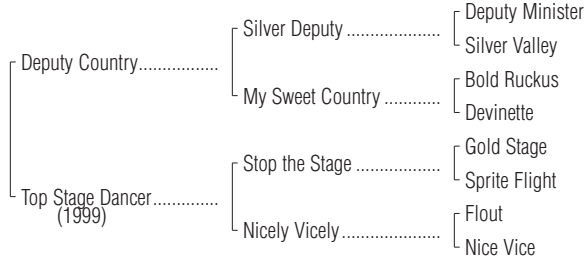 Deputy Minister
Silver Deputy ....................
Silver Valley
Deputy Country.................
Bold Ruckus
My Sweet Country ............
Devinette
Gold Stage
Stop the Stage ..................
Sprite Flight
Top Stage Dancer..............
(1999)
Flout
Nicely Vicely.....................
Nice Vice